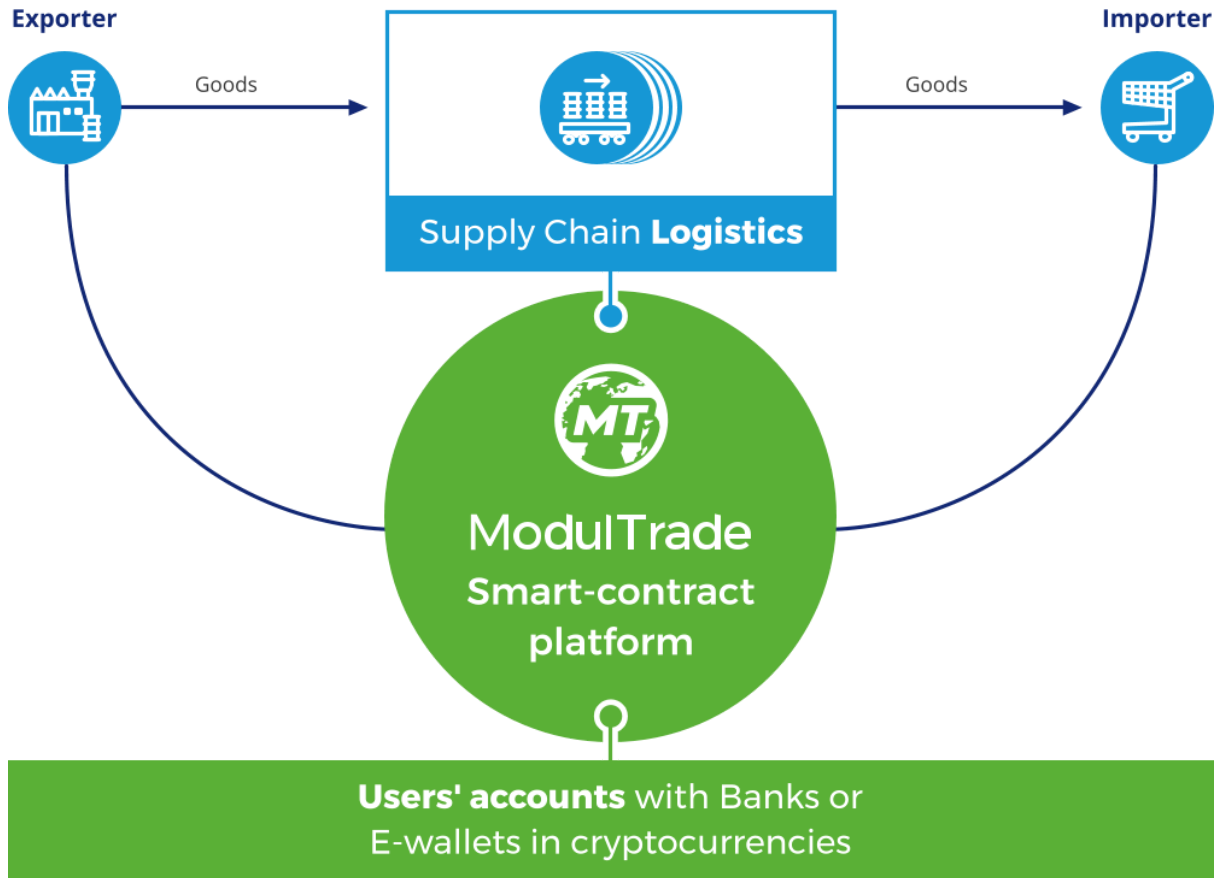 Exporter
Importer
Goods
Goods
Supply Chain Logistics
MT
ModulTrade
Smart-contract
platform
Users' accounts with Banks or
E-wallets in cryptocurrencies